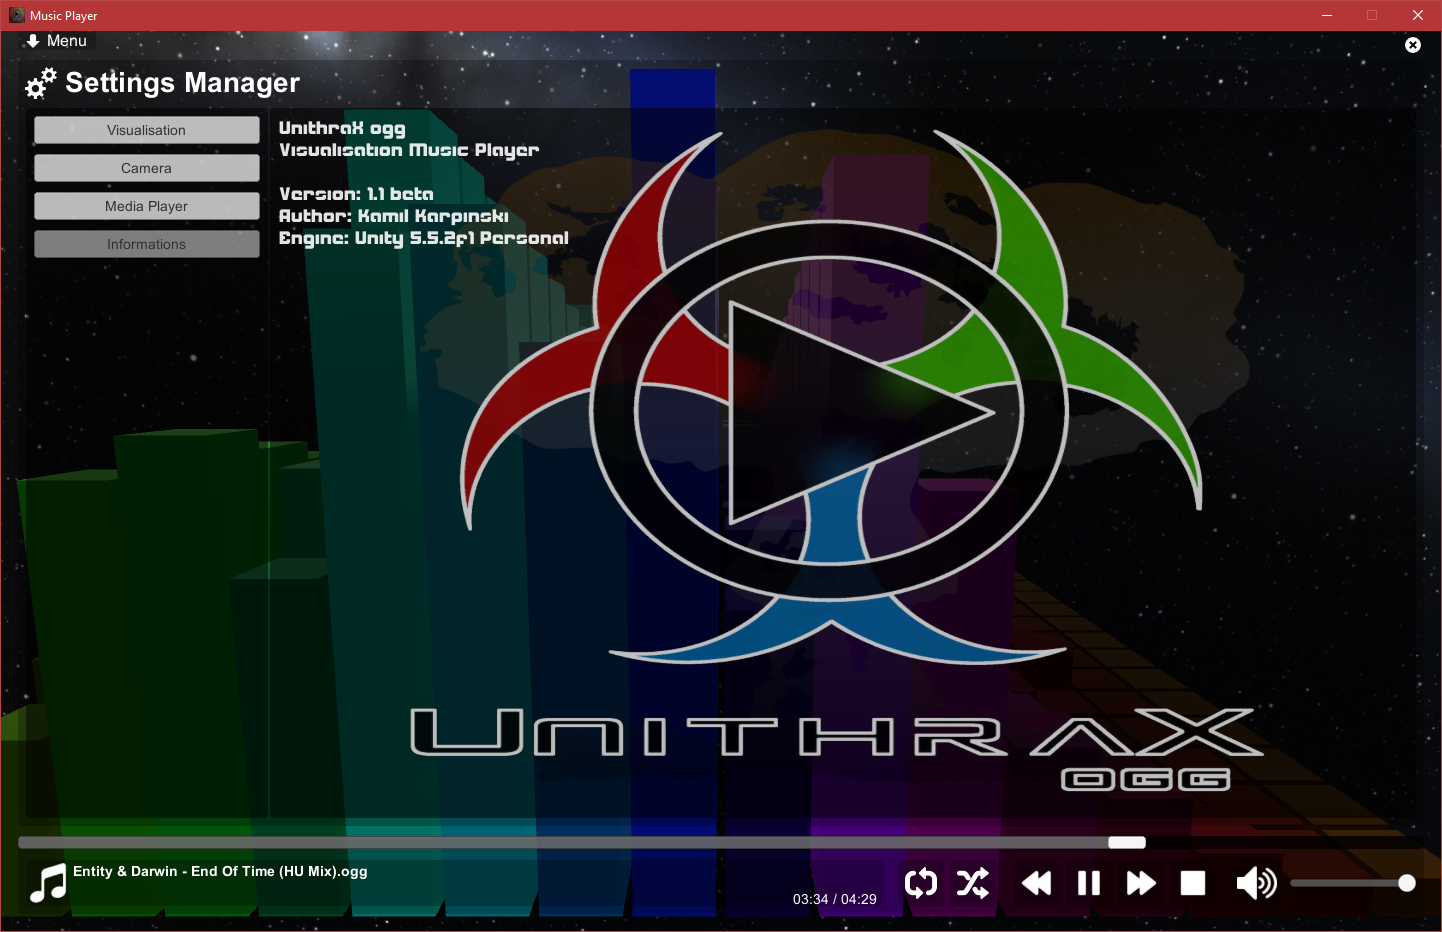 Music Player
Menu
Settings Manager
Visualisation
Camera
Media Player
Informations
UnithraX ogg
Visualisation Music Player
Version: 1.1 beta
Author: Kamil Karpinski
Engine: Unity 5.5.2f1 Personal
UNITHRAX
OGG
Entity & Darwin - End Of Time (HU Mix).ogg
03:34 / 04:29